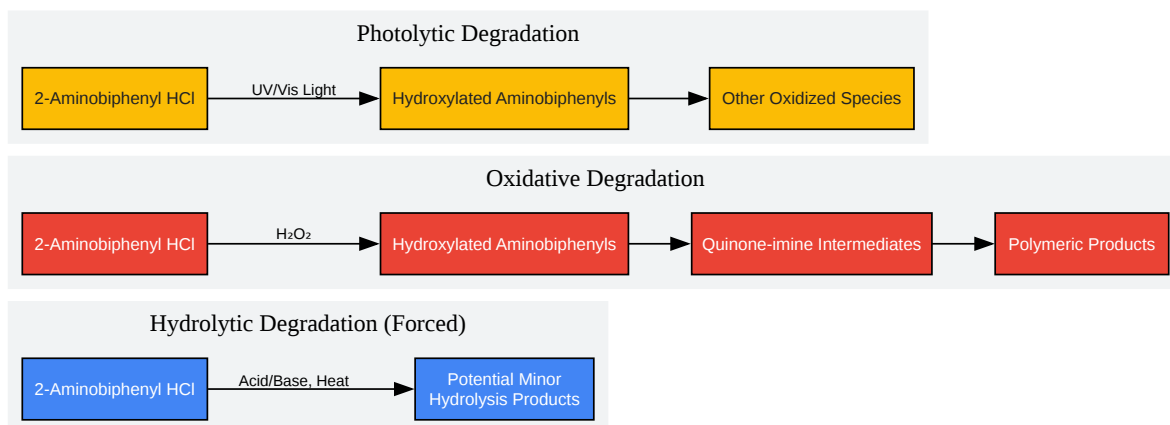 Photolytic Degradation
2-Aminobiphenyl HCl
UV/Vis Light
Hydroxylated Aminobiphenyls
Other Oxidized Species
Oxidative Degradation
2-Aminobiphenyl HCl
H₂O₂
Hydroxylated Aminobiphenyls
Quinone-imine Intermediates
Polymeric Products
Hydrolytic Degradation (Forced)
2-Aminobiphenyl HCl
Acid/Base, Heat
Potential Minor
Hydrolysis Products